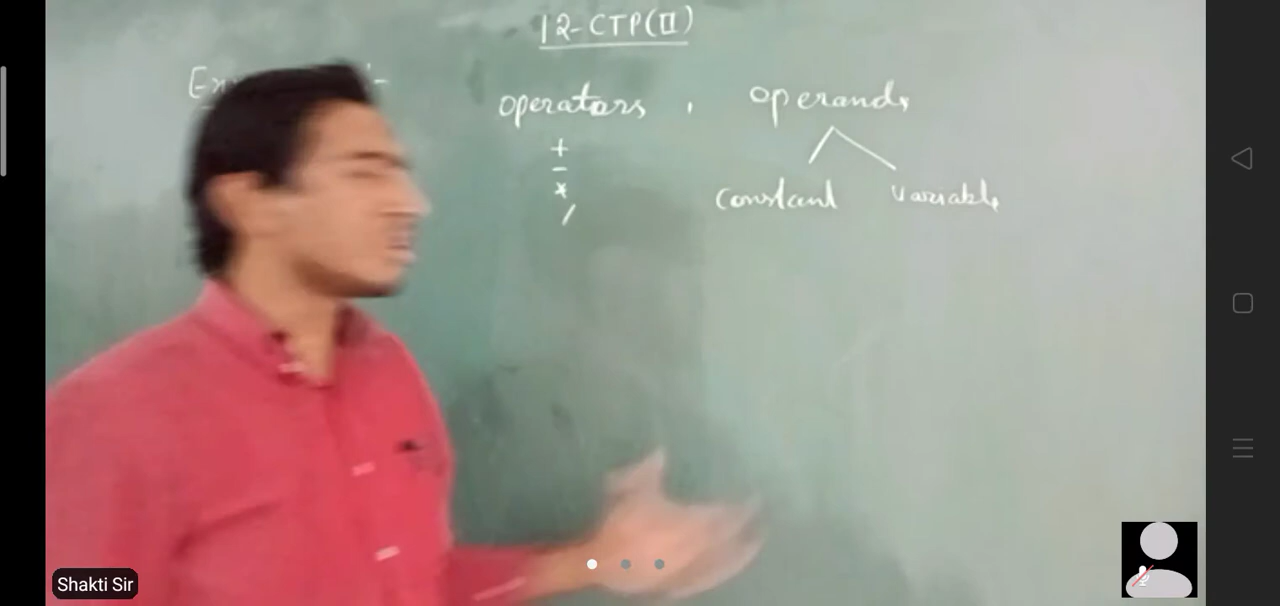 12-CTP(II)
operators , operands
+
-
*
/
constant variable
Shakti Sir